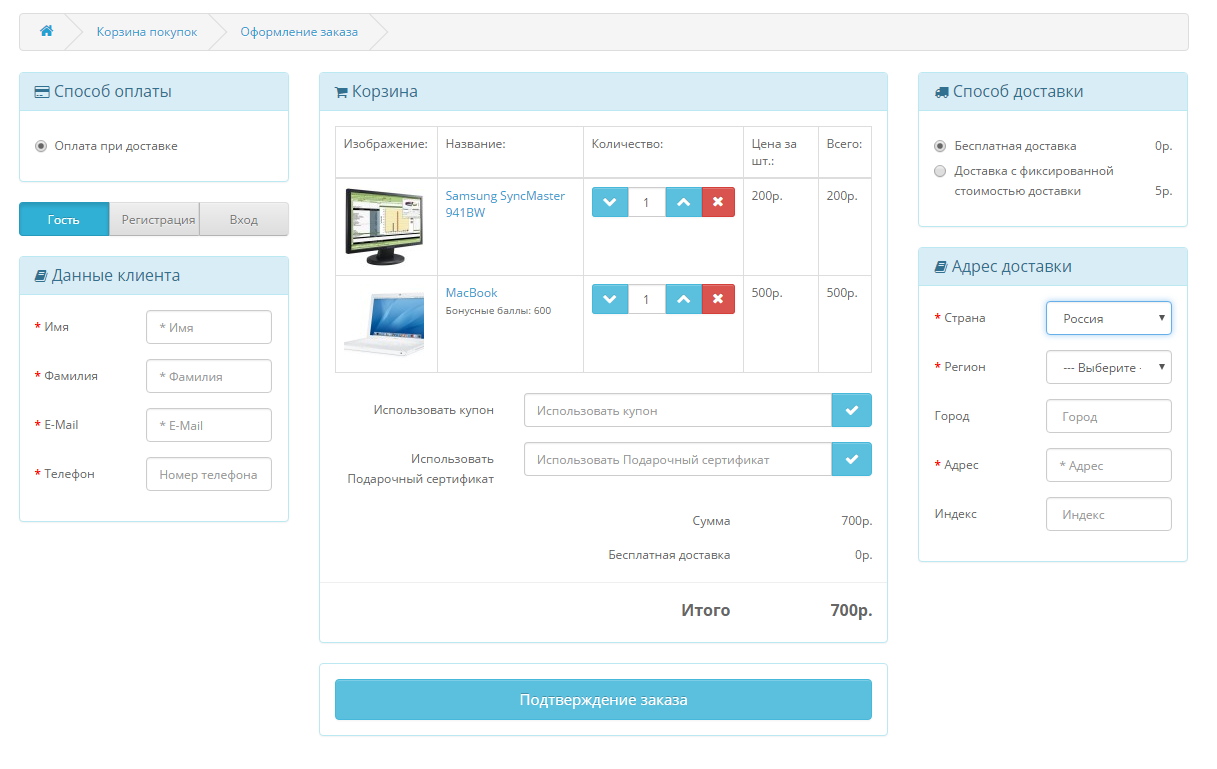 Корзина покупок
Оформление заказа
Способ оплаты
Оплата при доставке
Гость
Регистрация
Вход
Данные клиента
* Имя
* Имя
* Фамилия
* Фамилия
* E-Mail
* E-Mail
* Телефон
Номер телефона
Корзина
Изображение:
Название:
Количество:
Цена за
шт.:
Всего:
Samsung SyncMaster
941BW
1
200р.
200р.
MacBook
Бонусные баллы: 600
1
500р.
500р.
Использовать купон
Использовать купон
Использовать
Подарочный сертификат
Использовать Подарочный сертификат
Сумма
700р.
Бесплатная доставка
0р.
Итого
700р.
Подтверждение заказа
Способ доставки
Бесплатная доставка
0р.
Доставка с фиксированной
стоимостью доставки
5р.
Адрес доставки
* Страна
Россия
* Регион
--- Выберите -
Город
Город
* Адрес
* Адрес
Индекс
Индекс